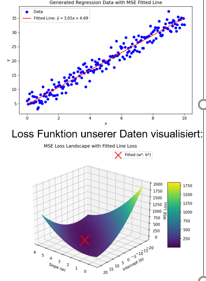 Generated Regression Data with MSE Fitted Line
Data
Fitted Line: ŷ = 3.01x + 4.69
35
30
25
20
15
10
5
y
0
2
4
6
8
10
x
Loss Funktion unserer Daten visualisiert:
MSE Loss Landscape with Fitted Line Loss
Fitted (w*, b*)
2000
1750
1500
1250
1000
750
500
250
1750
1500
1250
1000
750
500
250
Slope (w)
Intercept (b)